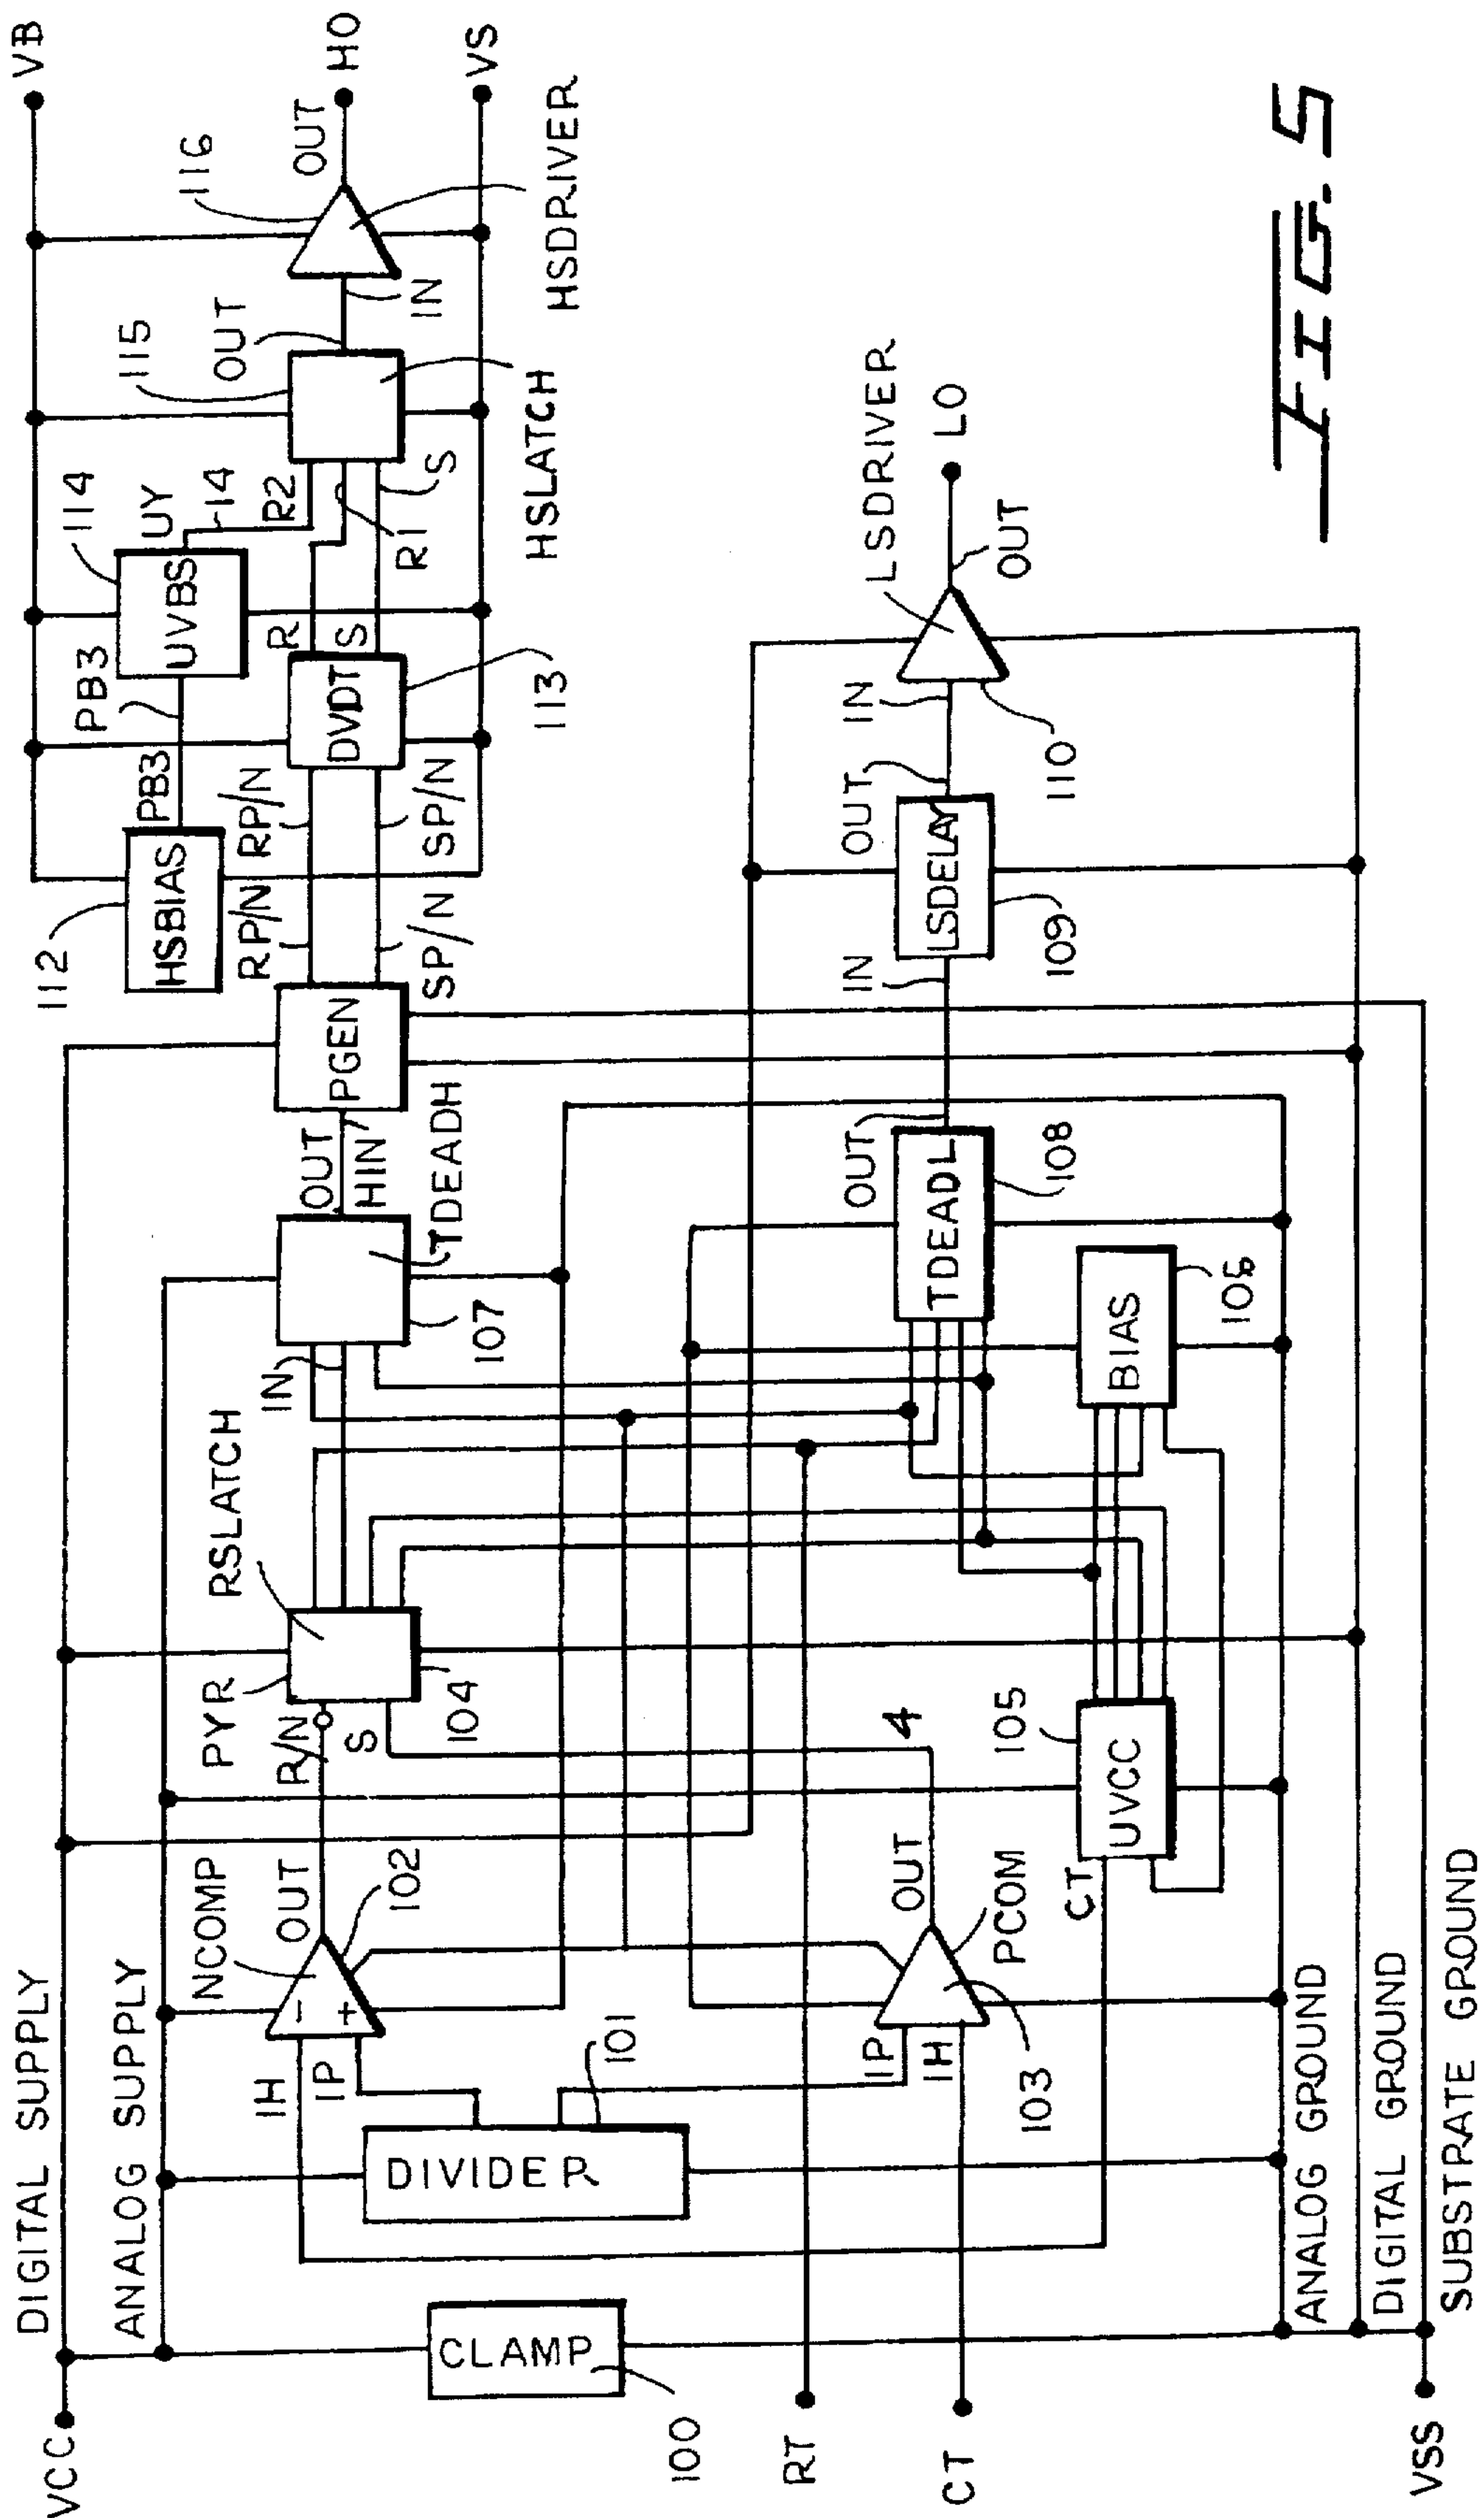 VCC
DIGITAL SUPPLY
ANALOG SUPPLY
CLAMP
100
RT
CT
VSS
DIVIDER
101
IH
IP
NCOMP
-
+
OUT
102
IP
IH
103
PCOM
OUT
4
R/N
S
PYR
104
RSLATCH
CT
UVCC
105
BIAS
106
IN
107
TDEADH
OUT
HIN
TDEADL
108
OUT
PGEN
IN
LSDELAY
109
OUT
IN
110
LSDRIVER
OUT
LO
RP/N
SP/N
RP/N
SP/N
112
HSBIAS
PB3
PB3
UVBS
114
UY
14
DVDT
113
R
S
R2
R1
S
HSLATCH
115
OUT
IN
116
HSDRIVER
OUT
VB
HO
VS
ANALOG GROUND
DIGITAL GROUND
SUBSTRATE GROUND
FIG. 5